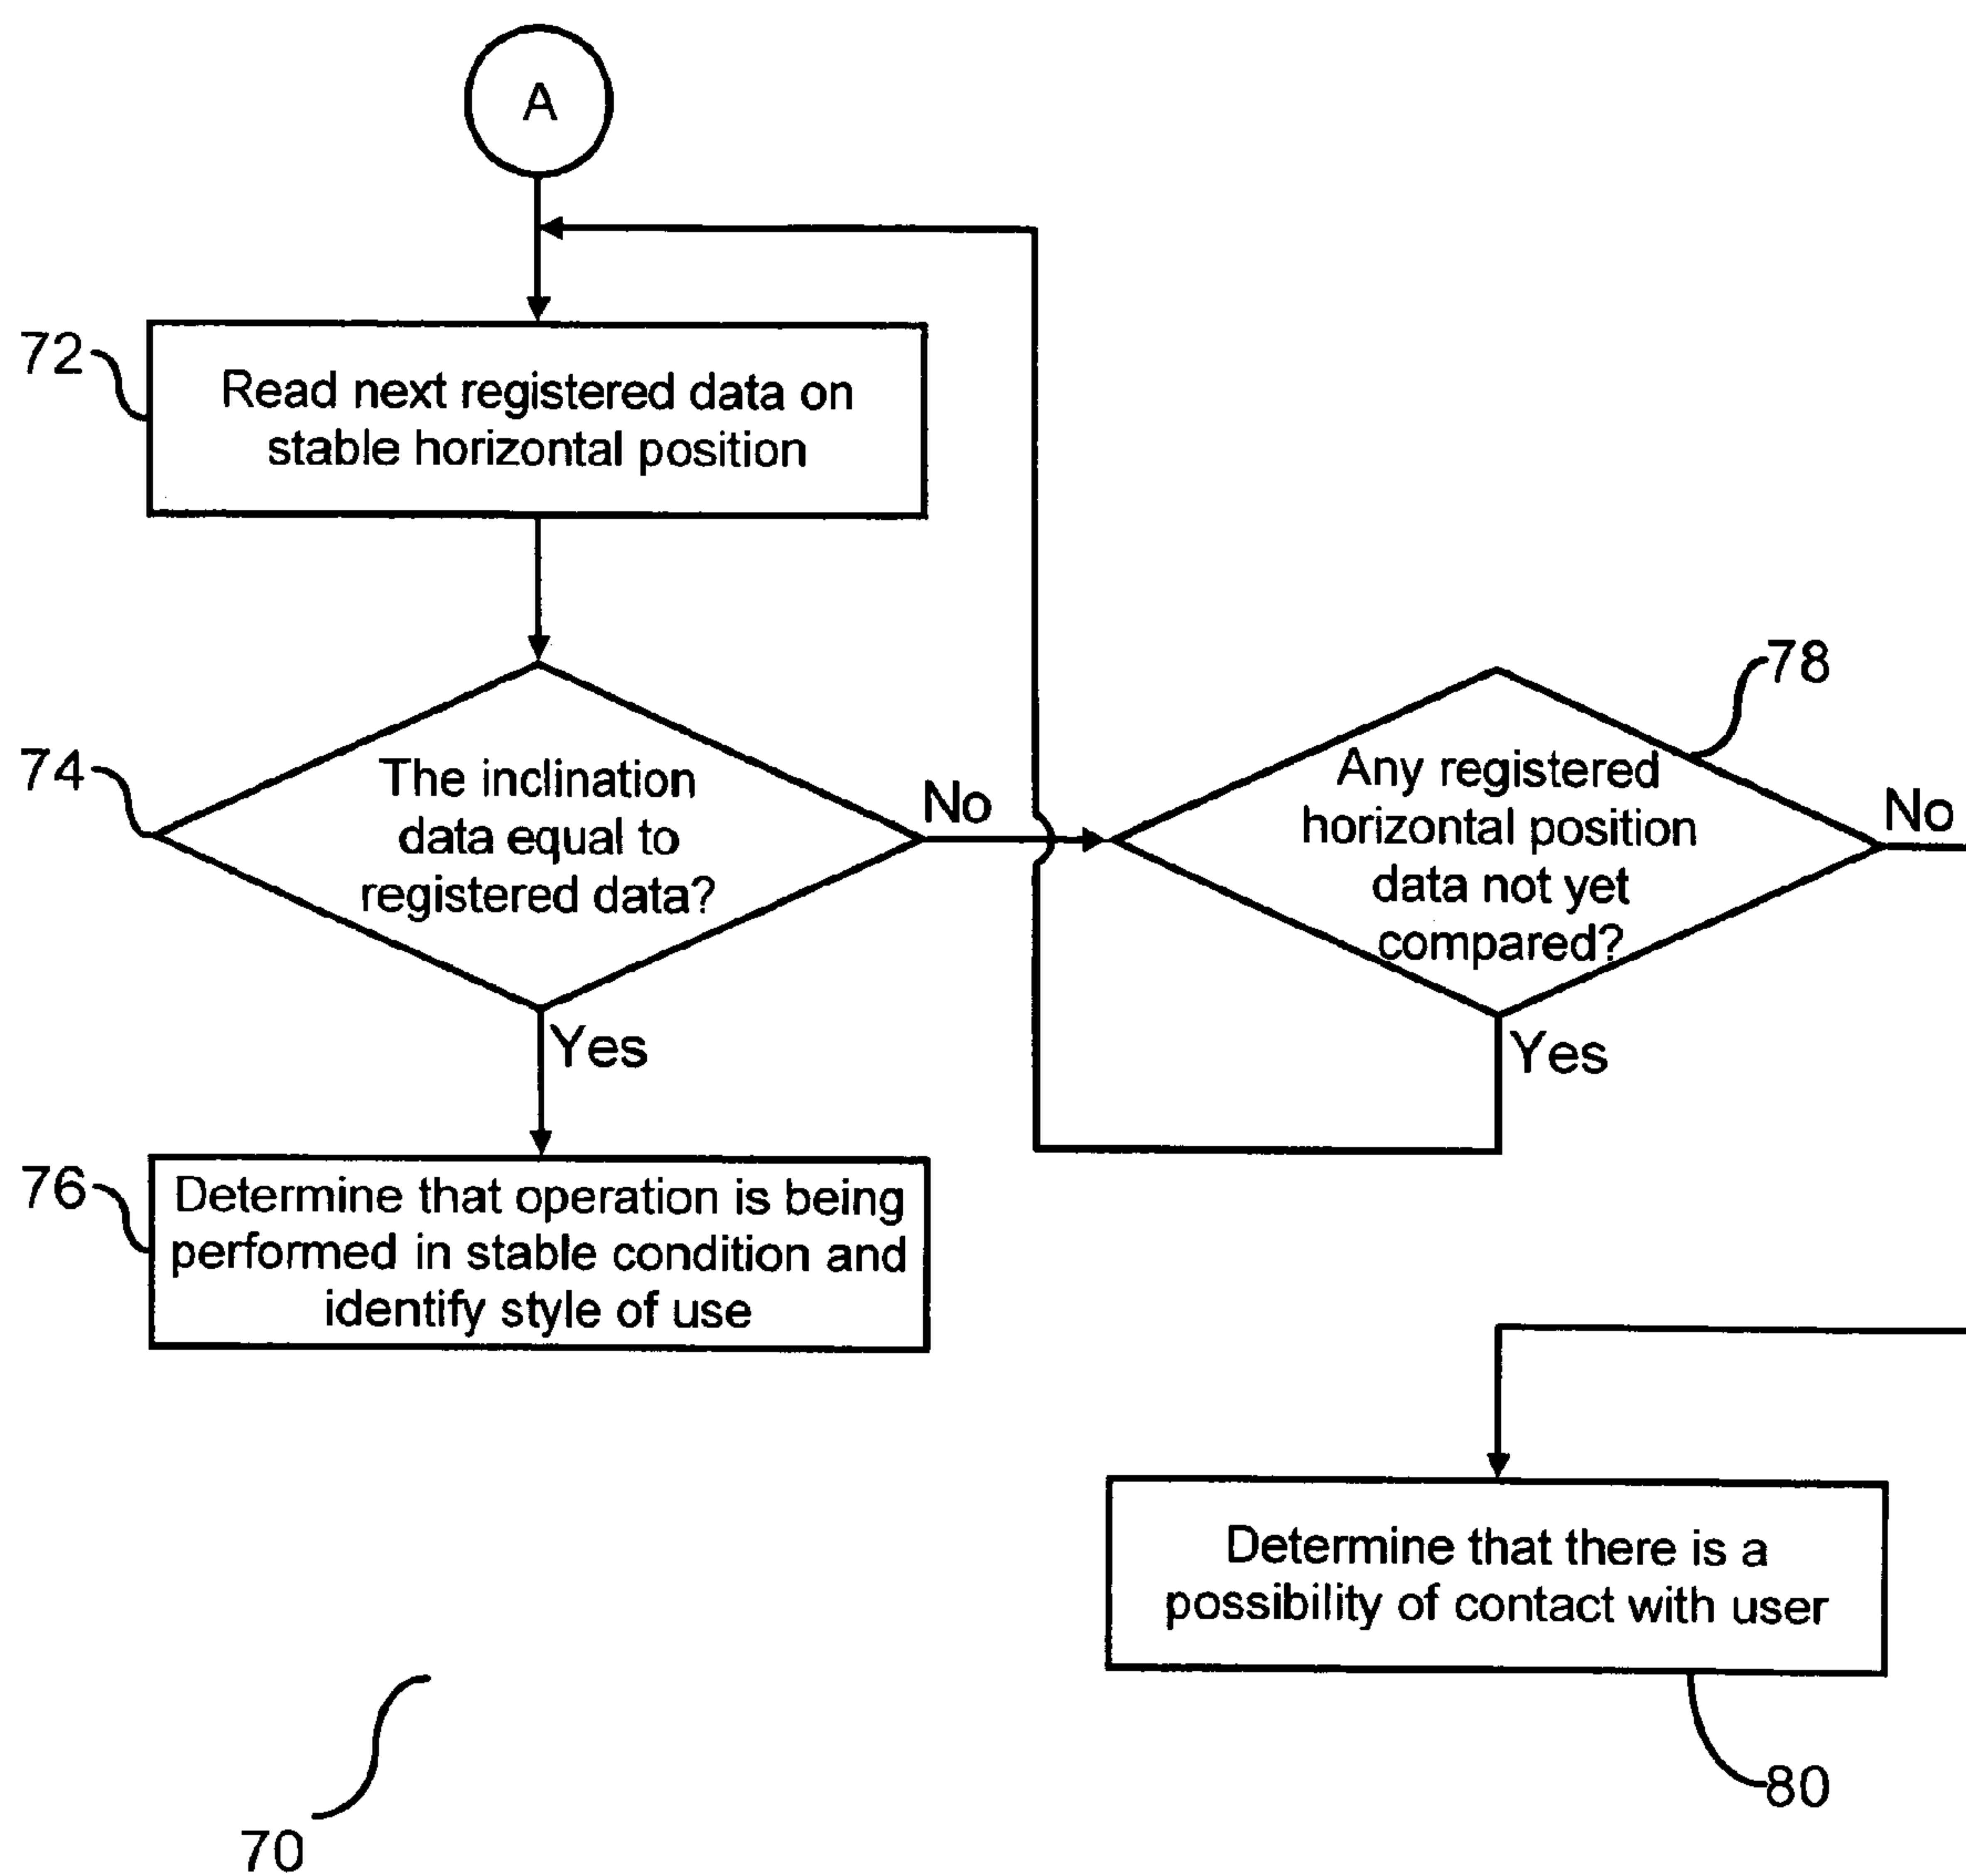 A
72
Read next registered data on
stable horizontal position
74
The inclination
data equal to
registered data?
No
78
Any registered
horizontal position
data not yet
compared?
No
Yes
Yes
76
Determine that operation is being
performed in stable condition and
identify style of use
Determine that there is a
possibility of contact with user
80
70